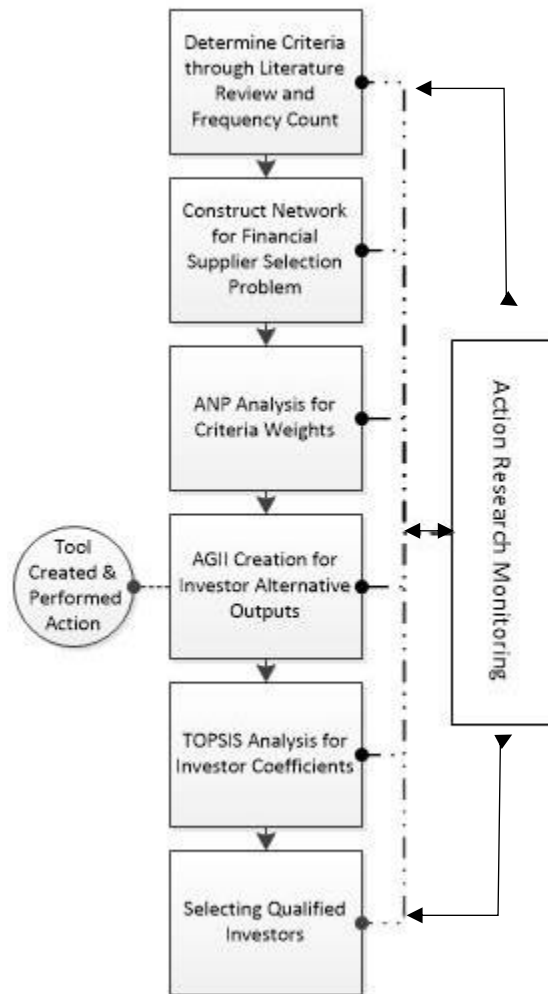 Determine Criteria
through Literature
Review and
Frequency Count
Construct Network
for Financial
Supplier Selection
Problem
ANP Analysis for
Criteria Weights
Tool
Created &
Performed
Action
AGII Creation for
Investor Alternative
Outputs
TOPSIS Analysis for
Investor Coefficients
Selecting Qualified
Investors
Action Research Monitoring